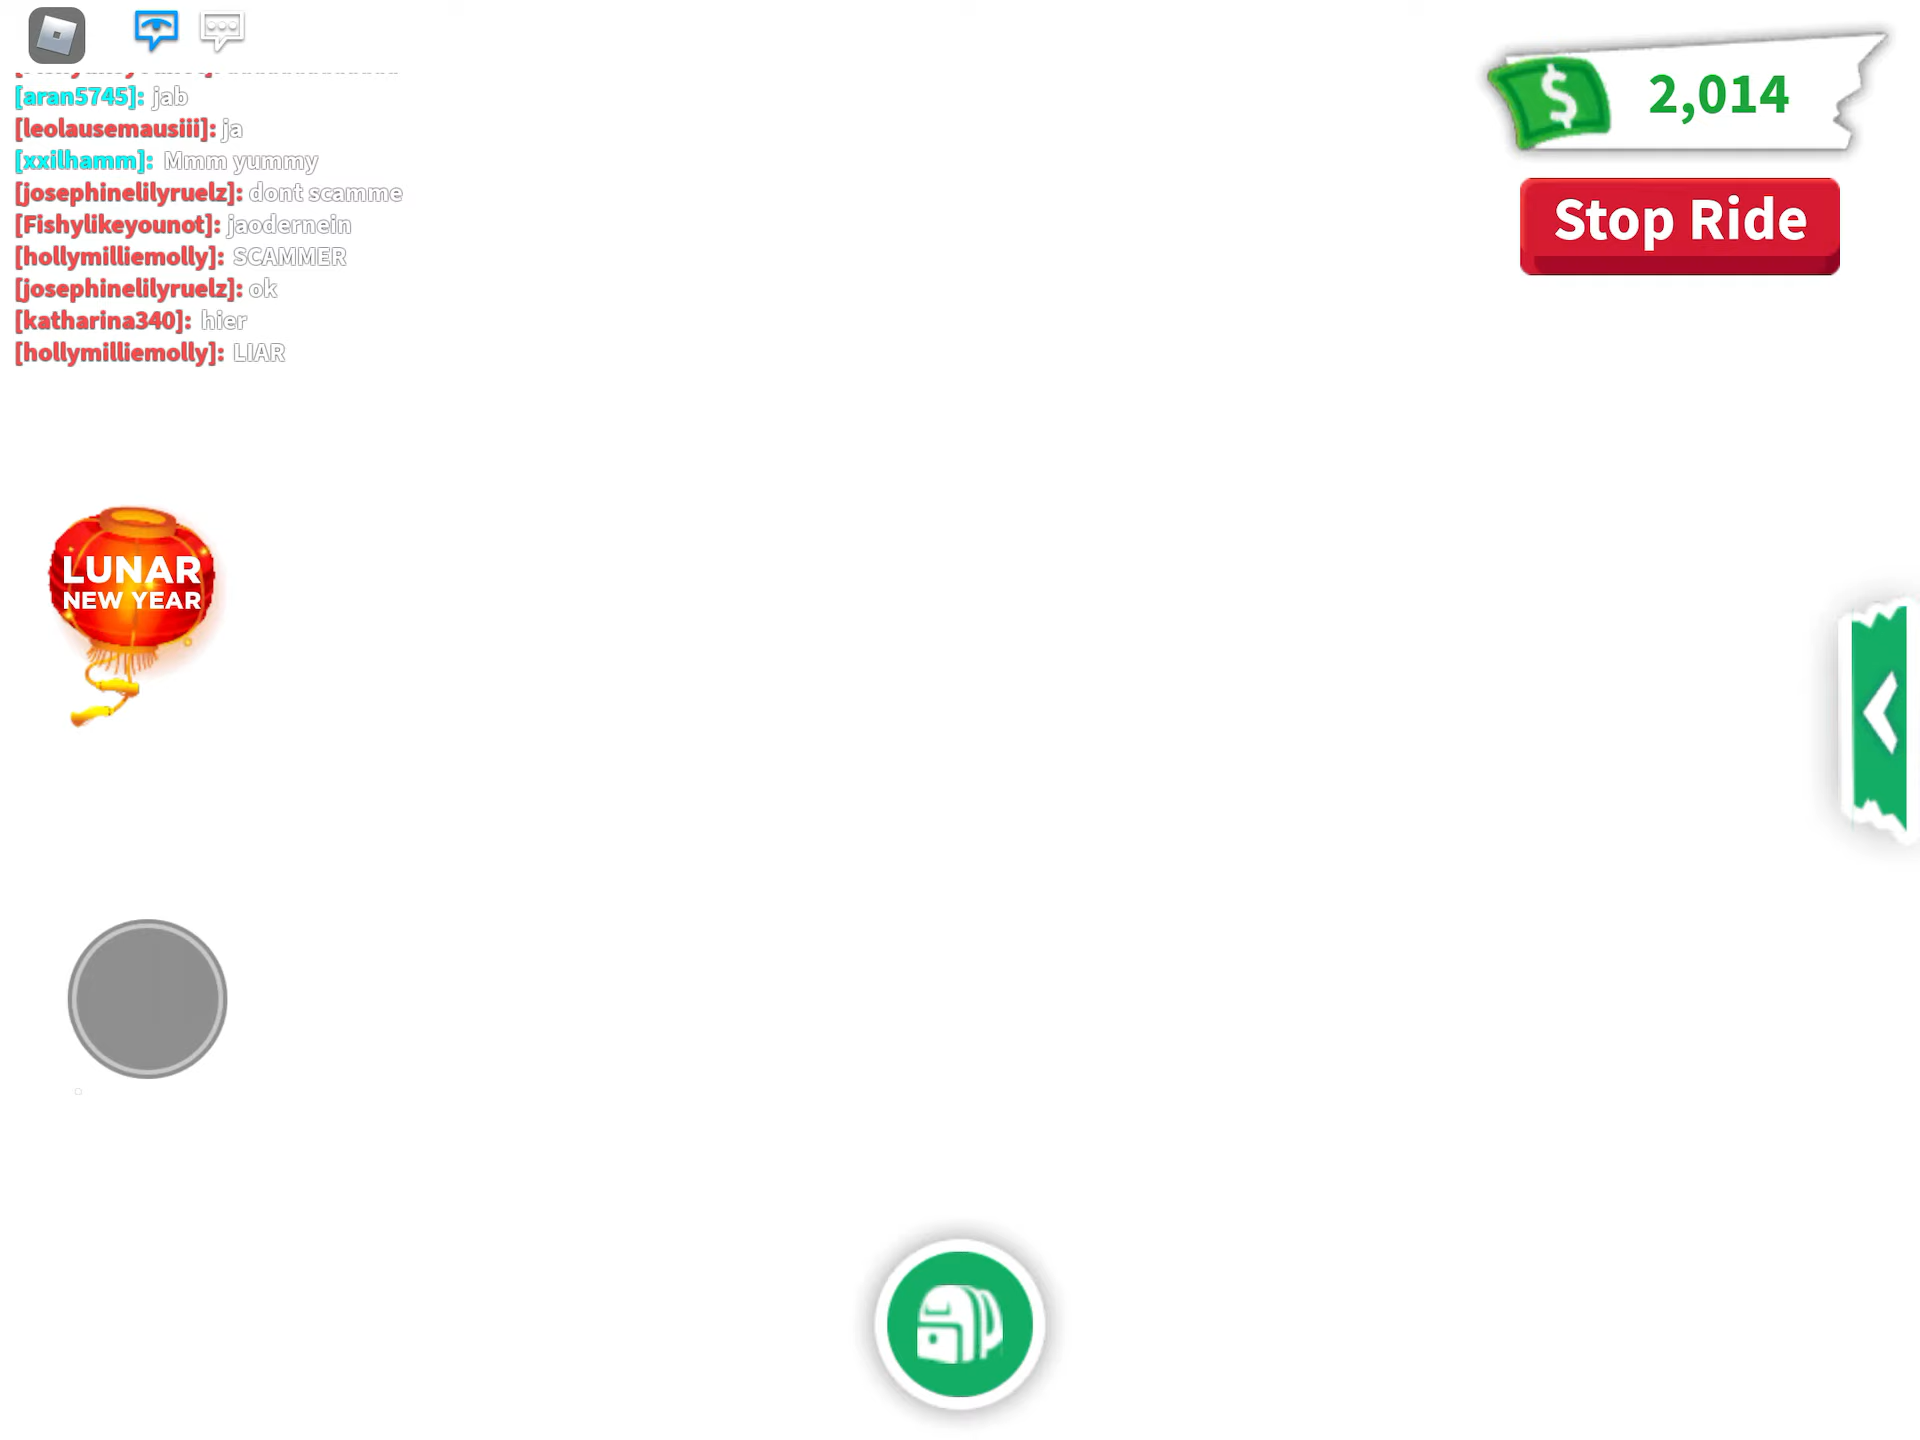 [aran5745]: jab
[leolausemausiii]: ja
[xxilhamm]: Mmm yummy
[josephinelilyruelz]: dont scamme
[Fishylikeyounot]: jaodernein
[hollymilliemolly]: SCAMMER
[josephinelilyruelz]: ok
[katharina340]: hier
[hollymilliemolly]: LIAR
2,014
Stop Ride
LUNAR
NEW YEAR